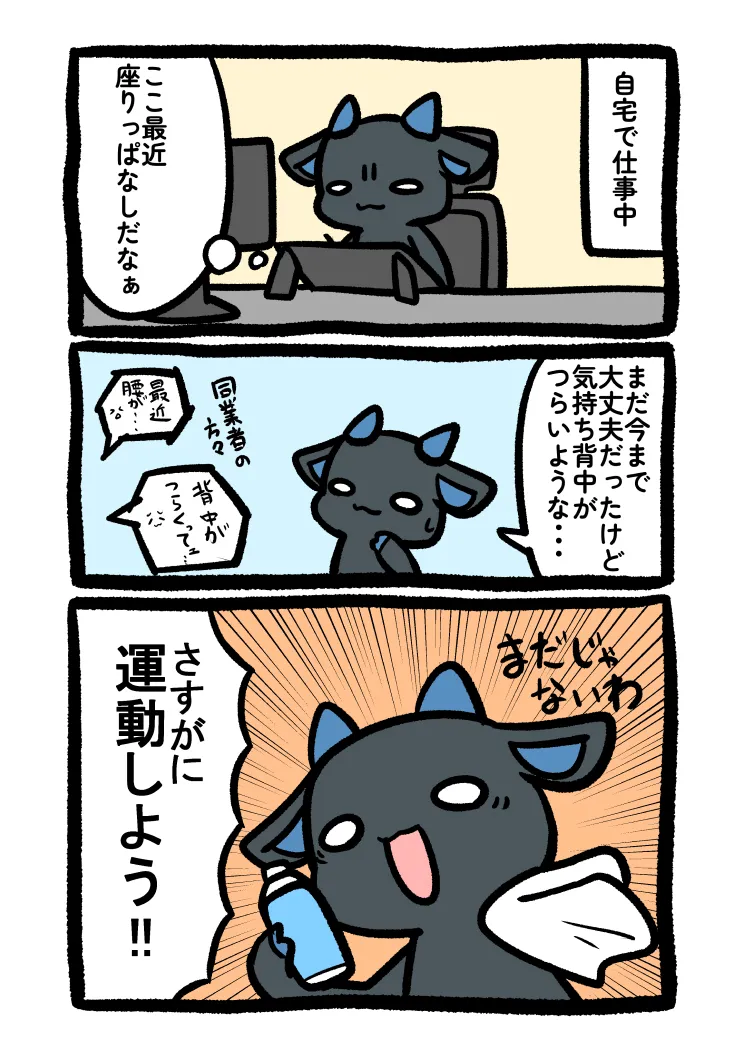 自宅で仕事中
ここ最近
座りっぱなしだなぁ
まだ今まで
大丈夫だったけど
気持ち背中が
つらいような・・・
同業者の
方々
最近
腰が…
背中が
つらくってェ…
まだじゃ
ないわ
さすがに
運動しよう!!